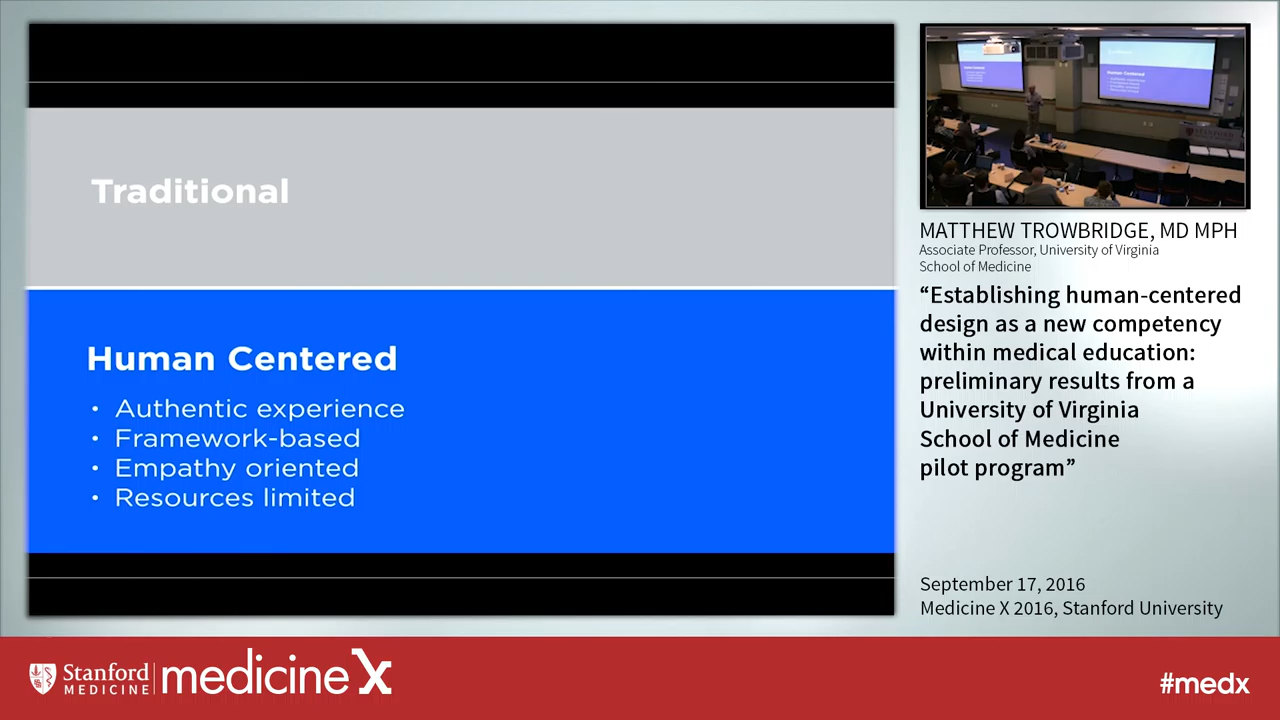 Traditional
Human Centered
• Authentic experience
• Framework-based
• Empathy oriented
• Resources limited
Human Centered
MATTHEW TROWBRIDGE, MD MPH
Associate Professor, University of Virginia
School of Medicine
“Establishing human-centered
design as a new competency
within medical education:
preliminary results from a
University of Virginia
School of Medicine
pilot program”
September 17, 2016
Medicine X 2016, Stanford University
Stanford
MEDICINE
medicine X
#medx